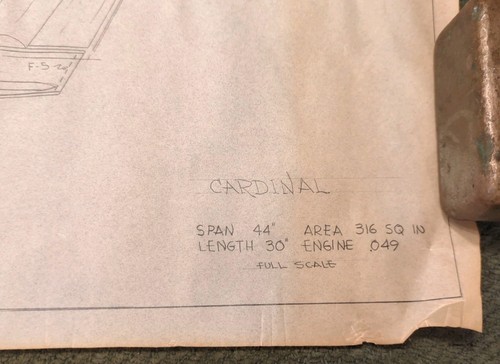 F-5
CARDINAL
SPAN 44" AREA 316 SQ IN
LENGTH 30" ENGINE .049
FULL SCALE